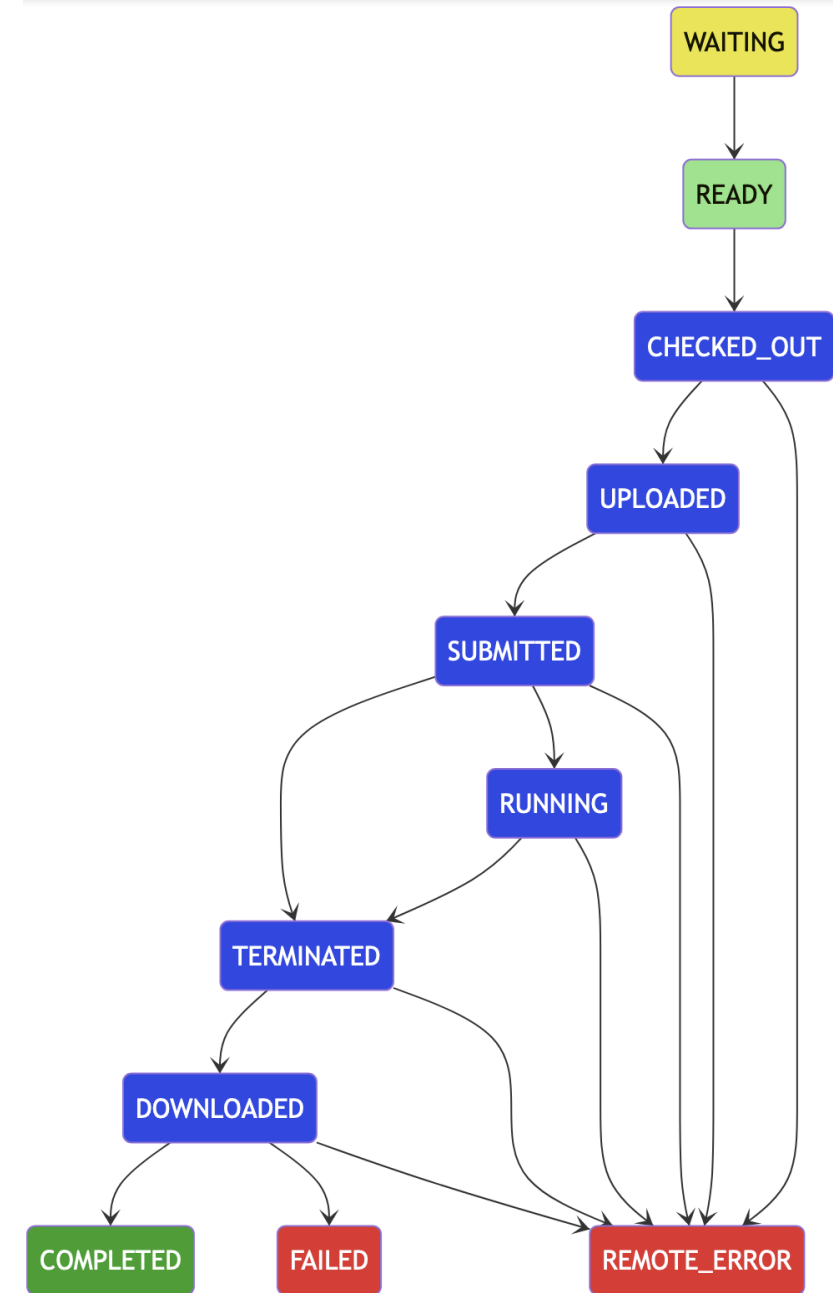 WAITING
READY
CHECKED_OUT
UPLOADED
SUBMITTED
RUNNING
TERMINATED
DOWNLOADED
COMPLETED
FAILED
REMOTE_ERROR